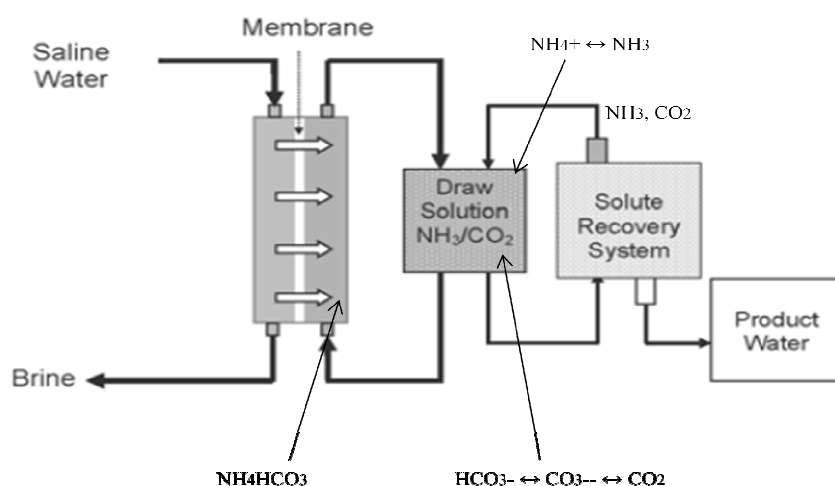 Membrane
Saline
Water
NH4+ ↔ NH3
NH3, CO2
Draw
Solution
NH3/CO2
Solute
Recovery
System
Product
Water
Brine
NH4HCO3
HCO3- ↔ CO3-- ↔ CO2